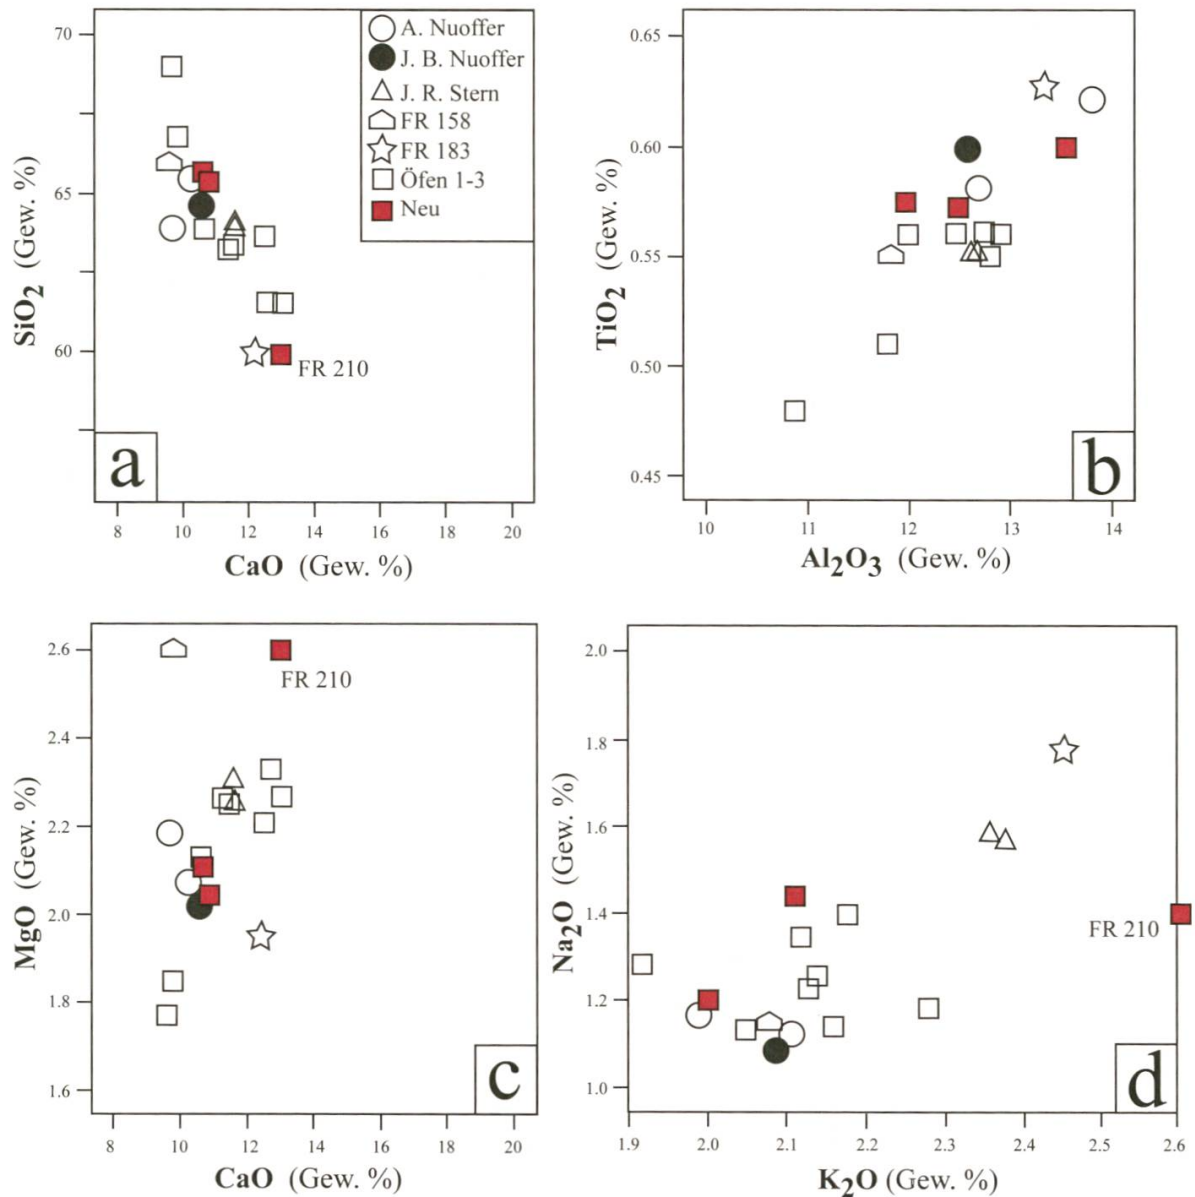 70
65
60
SiO2 (Gew. %)
A. Nuoffer
J. B. Nuoffer
J. R. Stern
FR 158
FR 183
Öfen 1-3
Neu
FR 210
a
8 10 12 14 16 18 20
CaO (Gew. %)
0.65
0.60
0.55
0.50
0.45
TiO2 (Gew. %)
b
10 11 12 13 14
Al2O3 (Gew. %)
2.6
2.4
2.2
2.0
1.8
1.6
MgO (Gew. %)
FR 210
c
8 10 12 14 16 18 20
CaO (Gew. %)
2.0
1.8
1.6
1.4
1.2
1.0
Na2O (Gew. %)
FR 210
d
1.9 2.0 2.1 2.2 2.3 2.4 2.5 2.6
K2O (Gew. %)